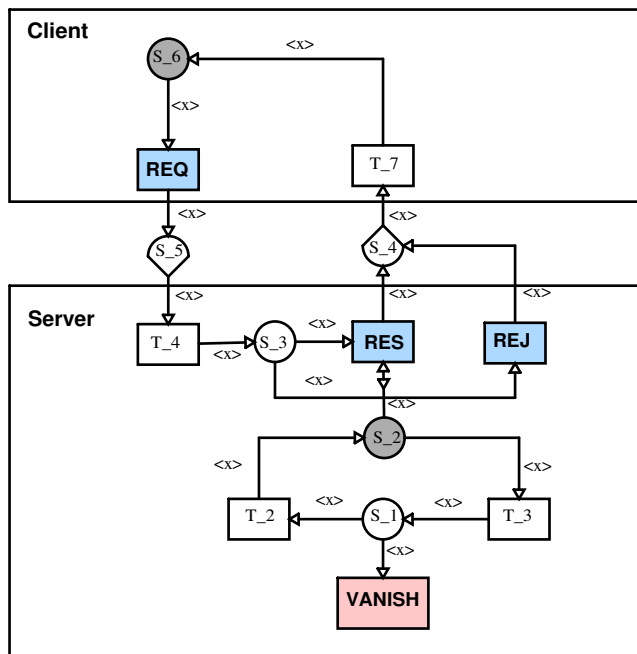 Client
<x>
S_6
<x>
REQ
T_7
<x>
<x>
S_5
S_4
<x>
<x>
Server
<x>
T_4
<x>
S_3
RES
REJ
<x>
<x>
S_2
<x>
<x>
<x>
<x>
T_2
S_1
T_3
<x>
VANISH